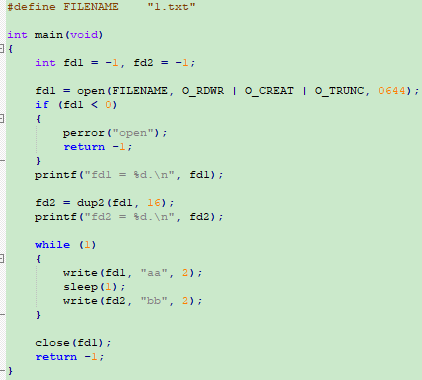 #define FILENAME    "1.txt"
int main(void)
{
    int fd1 = -1, fd2 = -1;
    fd1 = open(FILENAME, O_RDWR | O_CREAT | O_TRUNC, 0644);
    if (fd1 < 0)
    {
        perror("open");
        return -1;
    }
    printf("fd1 = %d.\n", fd1);
    fd2 = dup2(fd1, 16);
    printf("fd2 = %d.\n", fd2);
    while (1)
    {
        write(fd1, "aa", 2);
        sleep(1);
        write(fd2, "bb", 2);
    }
    close(fd1);
    return -1;
}